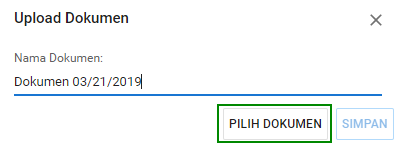 Upload Dokumen
Nama Dokumen:
Dokumen 03/21/2019
PILIH DOKUMEN SIMPAN